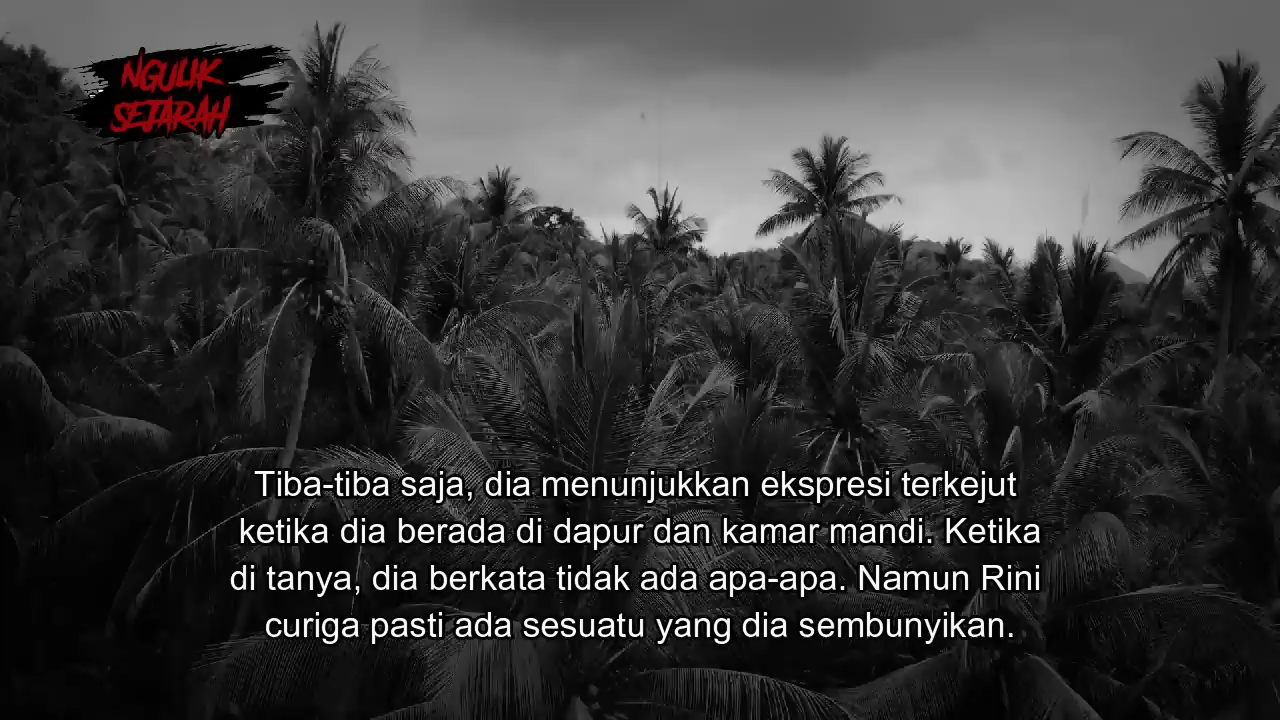 NGULIK
SEJARAH
Tiba-tiba saja, dia menunjukkan ekspresi terkejut
ketika dia berada di dapur dan kamar mandi. Ketika
di tanya, dia berkata tidak ada apa-apa. Namun Rini
curiga pasti ada sesuatu yang dia sembunyikan.